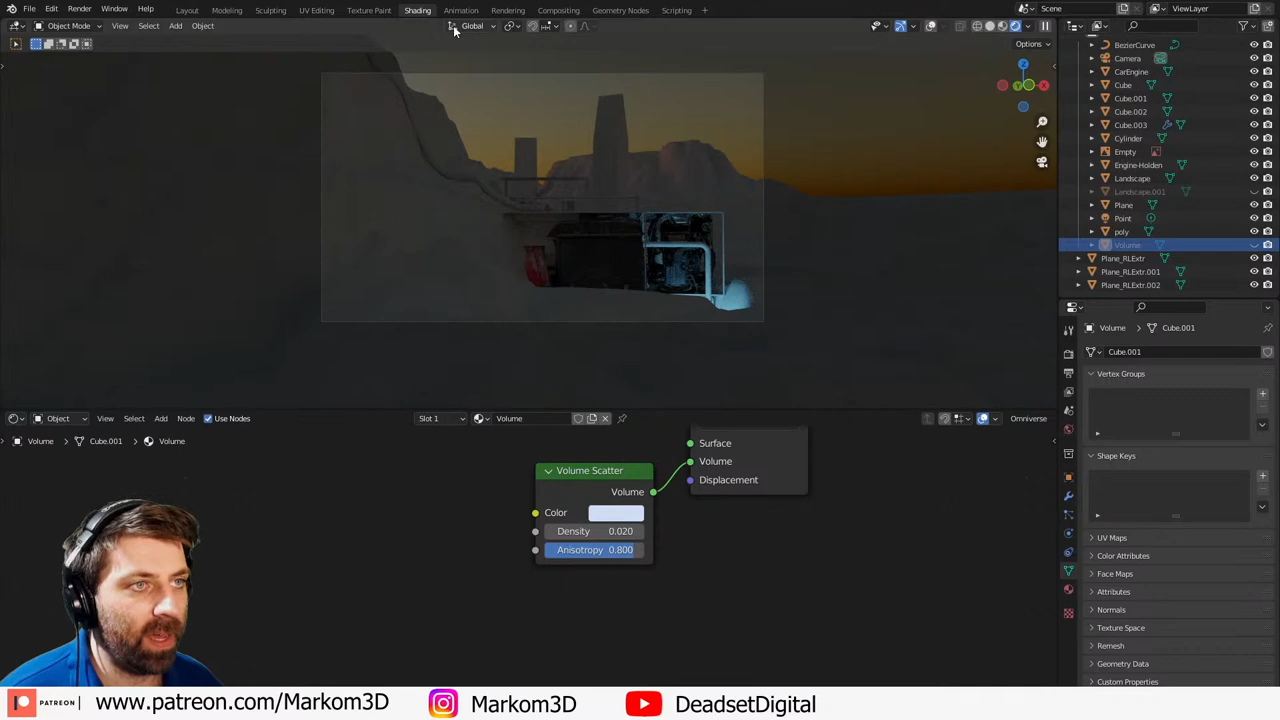 File Edit Render Window Help Layout Modeling Sculpting UV Editing Texture Paint Shading Animation Rendering Compositing Geometry Nodes Scripting + Scene ViewLayer
Object Mode View Select Add Object Global
Options
Z
Y X
BezierCurve
Camera
CarEngine
Cube
Cube.001
Cube.002
Cube.003
Cylinder
Empty
Engine-Holden
Landscape
Landscape.001
Plane
Point
poly
Volume
Plane_RLExtr
Plane_RLExtr.001
Plane_RLExtr.002
Volume > Cube.001
Cube.001
Vertex Groups
Shape Keys
UV Maps
Color Attributes
Face Maps
Attributes
Normals
Texture Space
Remesh
Geometry Data
Custom Properties
Object View Select Add Node Use Nodes Slot 1 Volume Omniverse
Volume > Cube.001 > Volume
Surface
Volume
Displacement
Volume Scatter
Volume
Color
Density 0.020
Anisotropy 0.800
PATREON www.patreon.com/Markom3D Markom3D DeadsetDigital